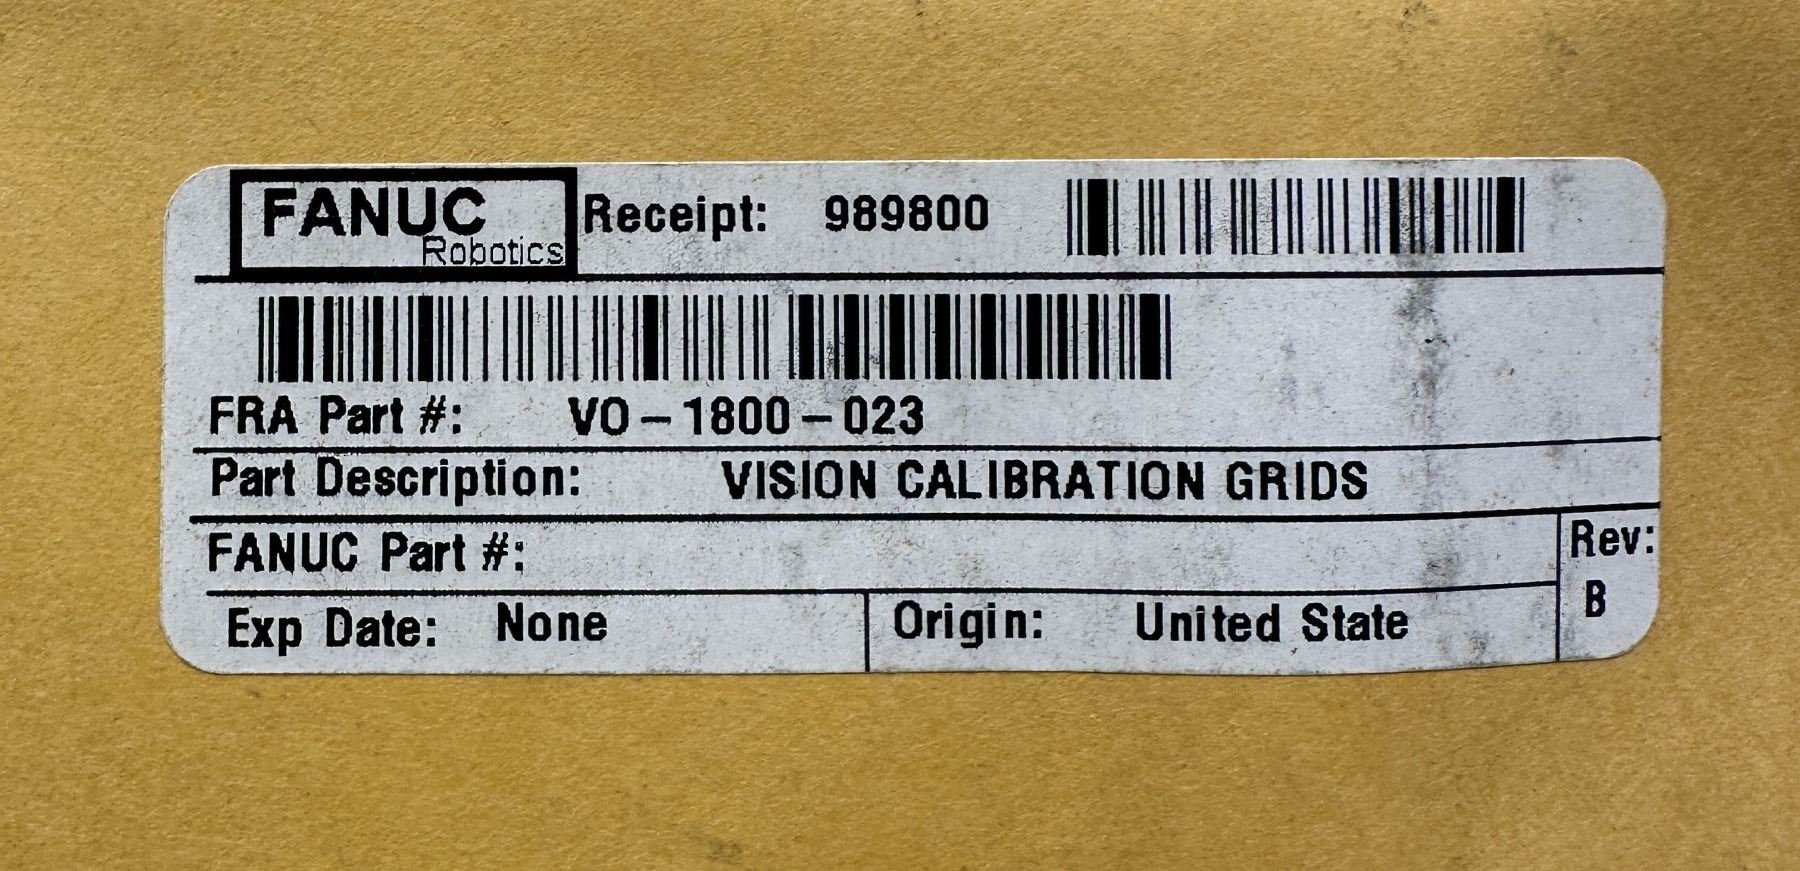 FANUC Robotics Receipt: 989800
FRA Part #: VO-1800-023
Part Description: VISION CALIBRATION GRIDS
FANUC Part #:
Rev:
B
Exp Date: None Origin: United State